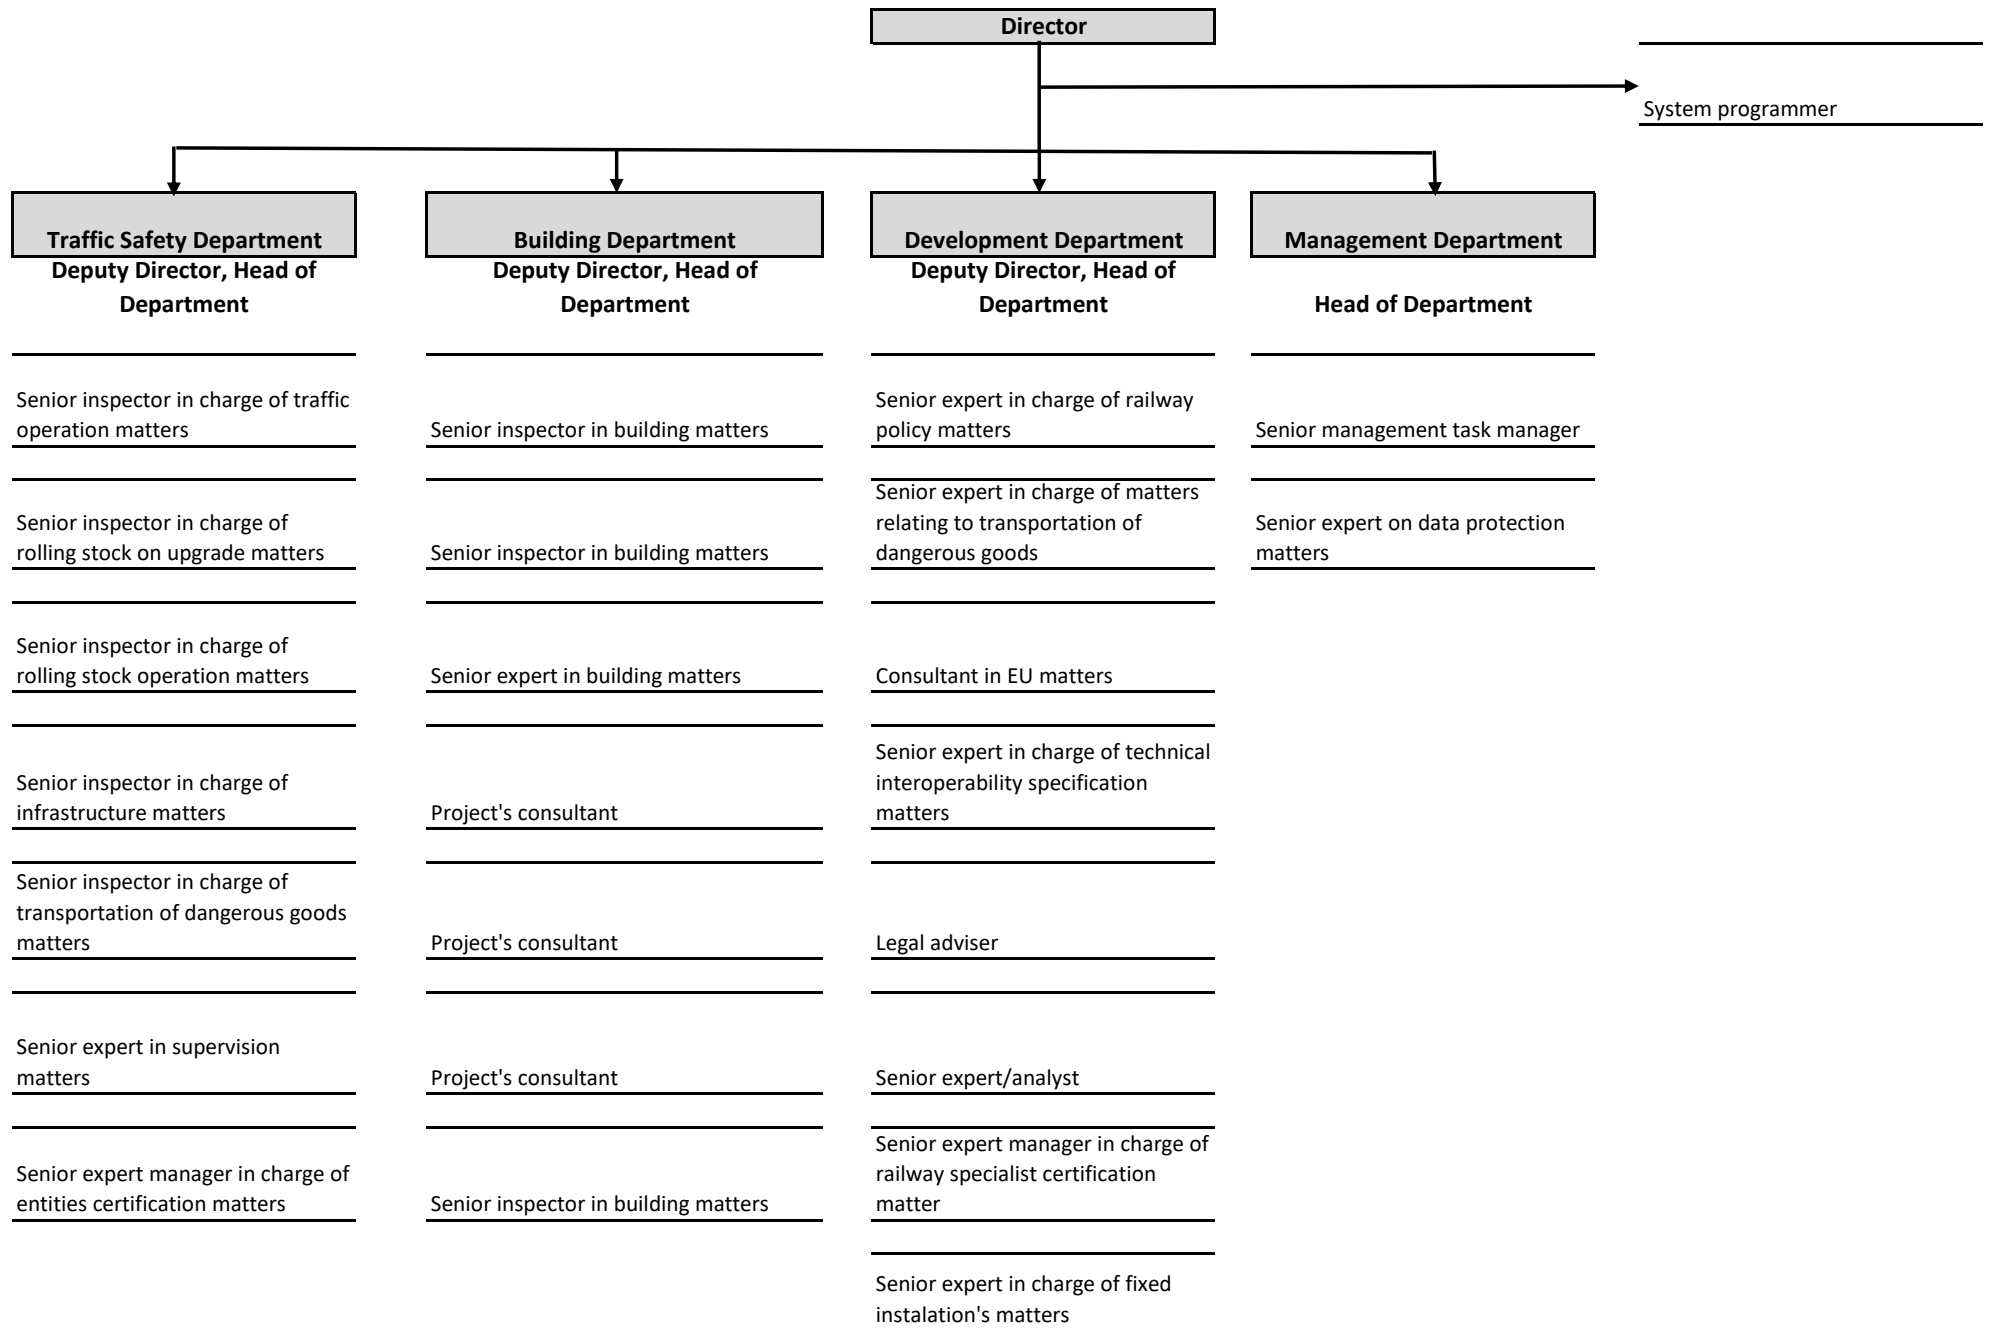 Director
System programmer
Traffic Safety Department
Deputy Director, Head of
Department
Senior inspector in charge of traffic
operation matters
Senior inspector in charge of
rolling stock on upgrade matters
Senior inspector in charge of
rolling stock operation matters
Senior inspector in charge of
infrastructure matters
Senior inspector in charge of
transportation of dangerous goods
matters
Senior expert in supervision
matters
Senior expert manager in charge of
entities certification matters
Building Department
Deputy Director, Head of
Department
Senior inspector in building matters
Senior inspector in building matters
Senior expert in building matters
Project's consultant
Project's consultant
Project's consultant
Senior inspector in building matters
Development Department
Deputy Director, Head of
Department
Senior expert in charge of railway
policy matters
Senior expert in charge of matters
relating to transportation of
dangerous goods
Consultant in EU matters
Senior expert in charge of technical
interoperability specification
matters
Legal adviser
Senior expert/analyst
Senior expert manager in charge of
railway specialist certification
matter
Senior expert in charge of fixed
instalation's matters
Management Department
Head of Department
Senior management task manager
Senior expert on data protection
matters